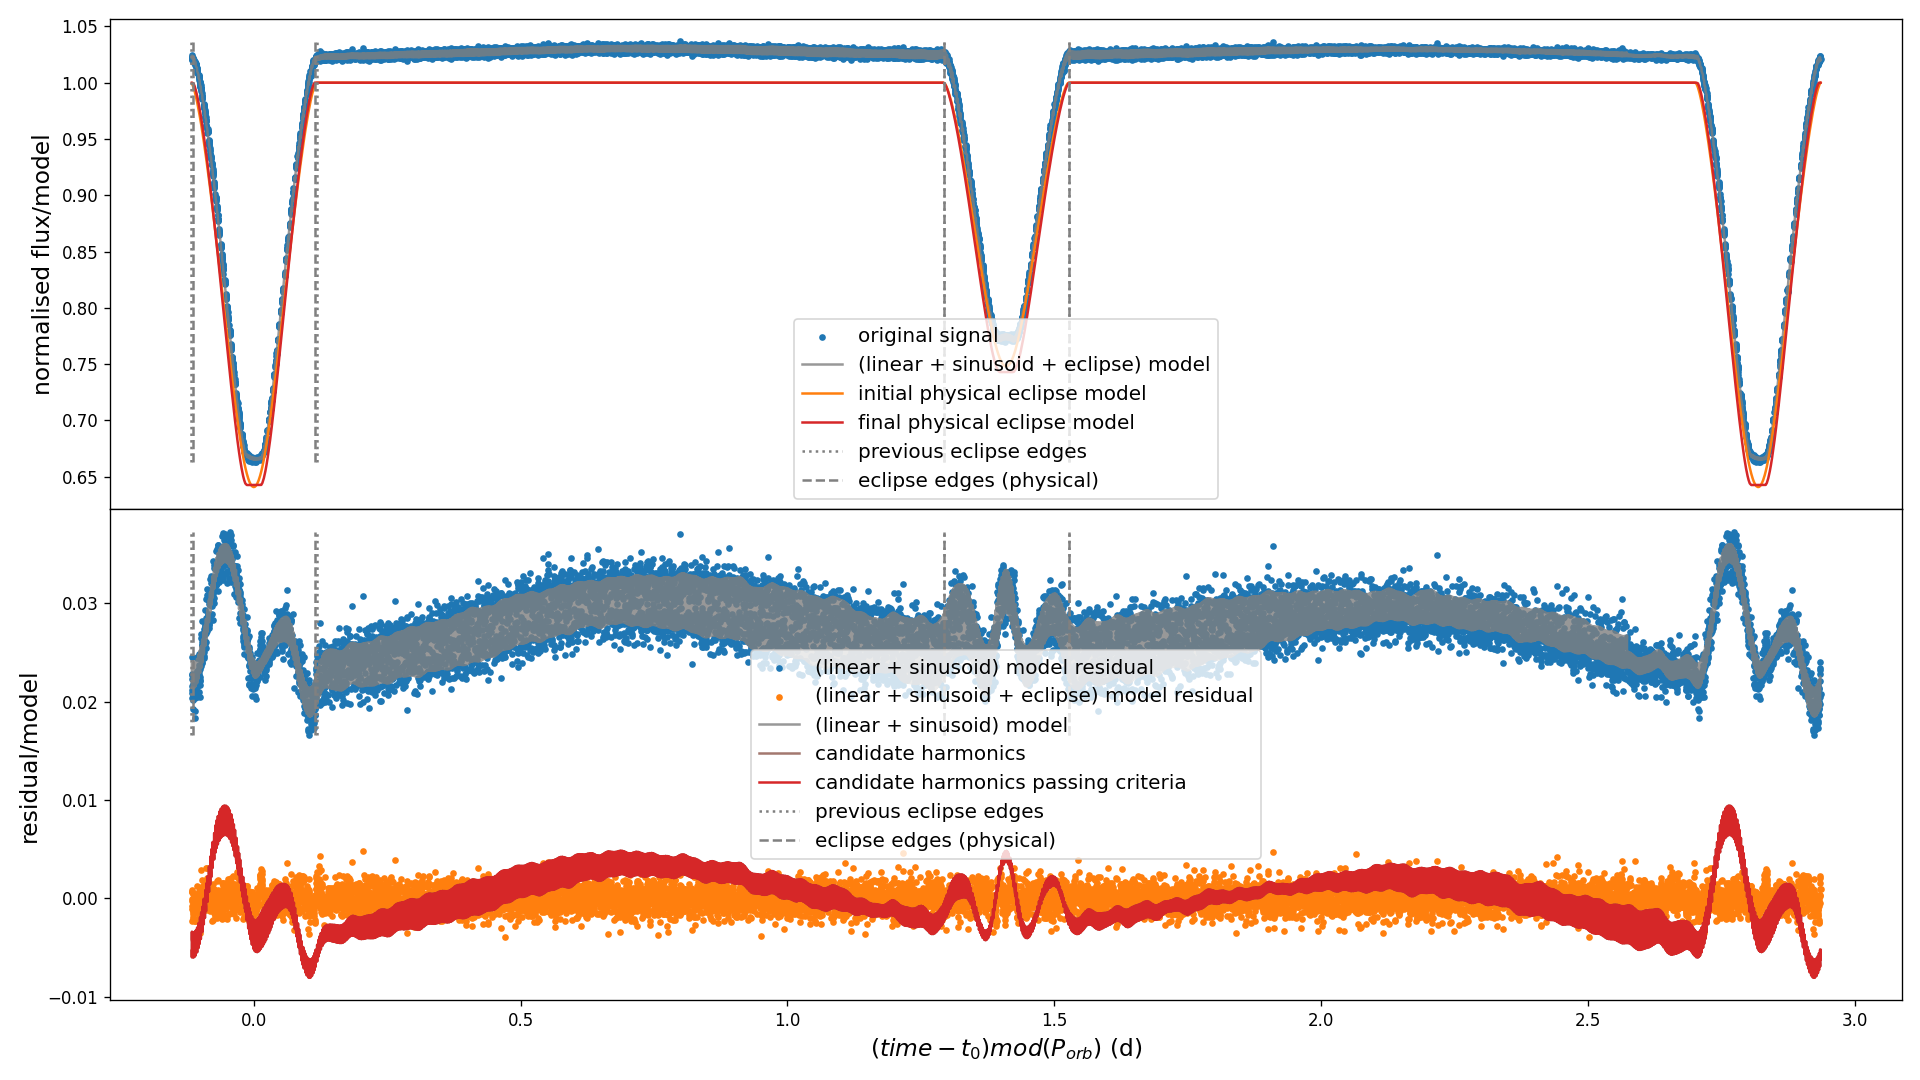 1.05
1.00
0.95
0.90
0.85
0.80
0.75
0.70
0.65
normalised flux/model
original signal
(linear + sinusoid + eclipse) model
initial physical eclipse model
final physical eclipse model
previous eclipse edges
eclipse edges (physical)
0.03
0.02
0.01
0.00
−0.01
residual/model
(linear + sinusoid) model residual
(linear + sinusoid + eclipse) model residual
(linear + sinusoid) model
candidate harmonics
candidate harmonics passing criteria
previous eclipse edges
eclipse edges (physical)
0.0 0.5 1.0 1.5 2.0 2.5 3.0
(time − t₀)mod(Pₒᵣb) (d)